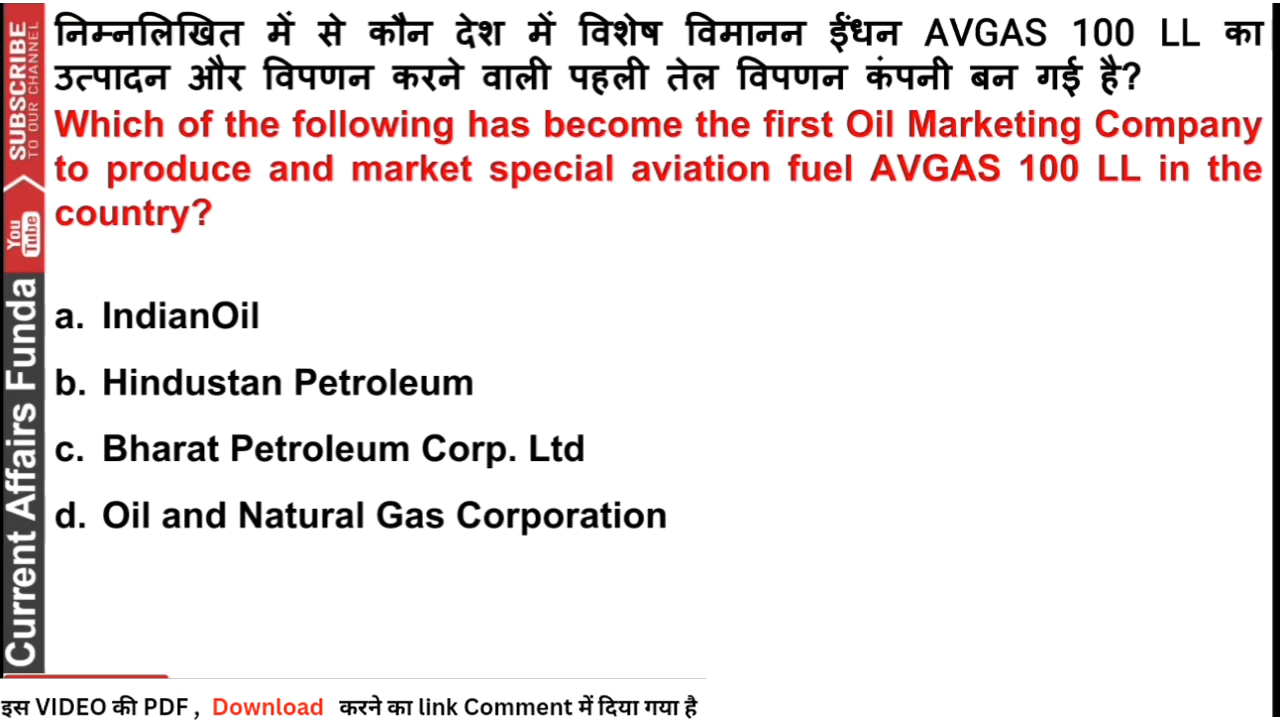 निम्नलिखित में से कौन देश में विशेष विमानन ईंधन AVGAS 100 LL का
उत्पादन और विपणन करने वाली पहली तेल विपणन कंपनी बन गई है?
Which of the following has become the first Oil Marketing Company
to produce and market special aviation fuel AVGAS 100 LL in the
country?
a. IndianOil
b. Hindustan Petroleum
c. Bharat Petroleum Corp. Ltd
d. Oil and Natural Gas Corporation
SUBSCRIBE
TO OUR CHANNEL
You
Tube
Current Affairs Funda
इस VIDEO की PDF , Download करने का link Comment में दिया गया है